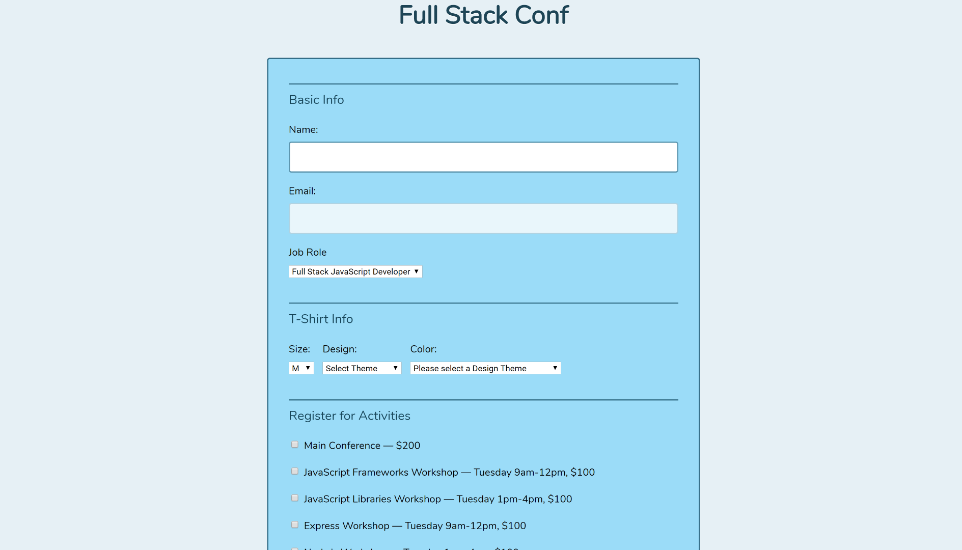 Full Stack Conf
Basic Info
Name:
Email:
Job Role
Full Stack JavaScript Developer
T-Shirt Info
Size: Design: Color:
M Select Theme Please select a Design Theme
Register for Activities
Main Conference — $200
JavaScript Frameworks Workshop — Tuesday 9am-12pm, $100
JavaScript Libraries Workshop — Tuesday 1pm-4pm, $100
Express Workshop — Tuesday 9am-12pm, $100